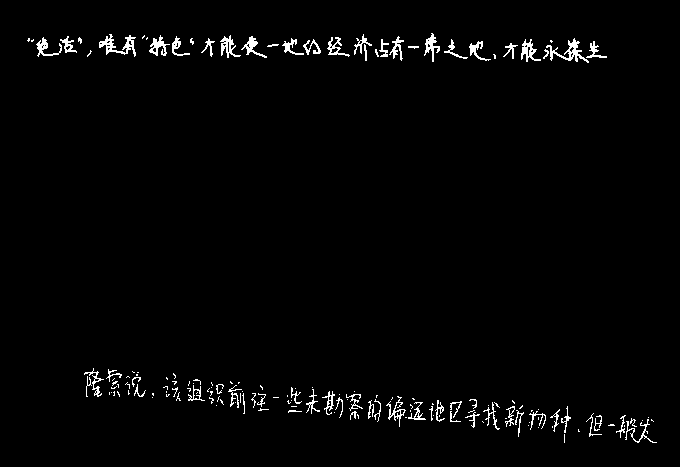 “绝活”，唯有“特色”才能使一地的经济占有一席之地，才能永葆生
隆索说，该组织前往一些未勘察的偏远地区寻找新物种，但一般发